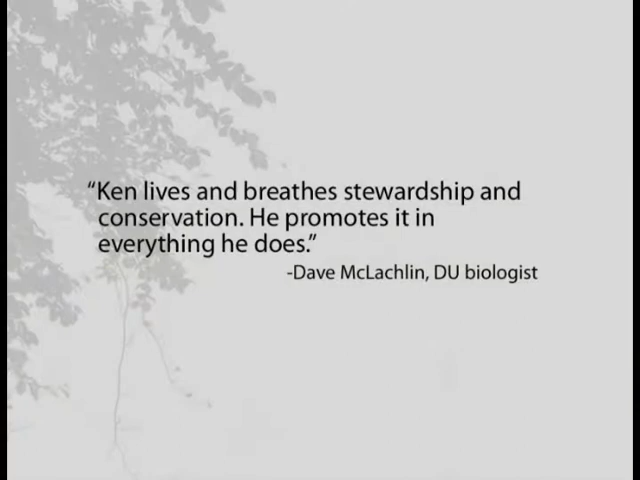 “Ken lives and breathes stewardship and
conservation. He promotes it in
everything he does.”
-Dave McLachlin, DU biologist